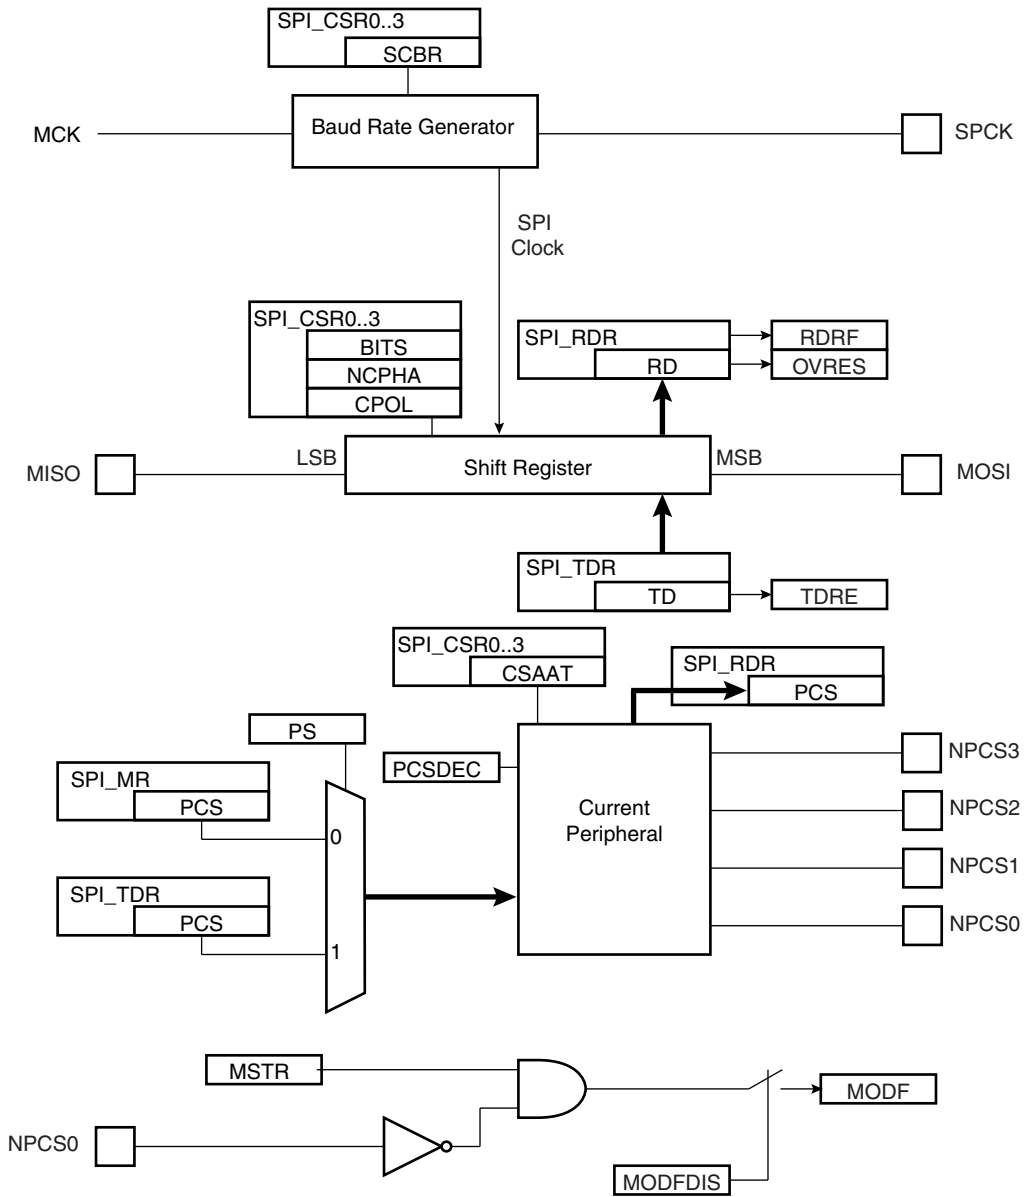 SPI_CSR0..3
SCBR
MCK
Baud Rate Generator
SPCK
SPI
Clock
SPI_CSR0..3
BITS
NCPHA
CPOL
SPI_RDR
RD
RDRF
OVRES
MISO
LSB
Shift Register
MSB
MOSI
SPI_TDR
TD
TDRE
SPI_CSR0..3
CSAAT
SPI_RDR
PCS
PS
PCSDEC
SPI_MR
PCS
0
SPI_TDR
PCS
1
Current
Peripheral
NPCS3
NPCS2
NPCS1
NPCS0
MSTR
MODF
NPCS0
MODFDIS